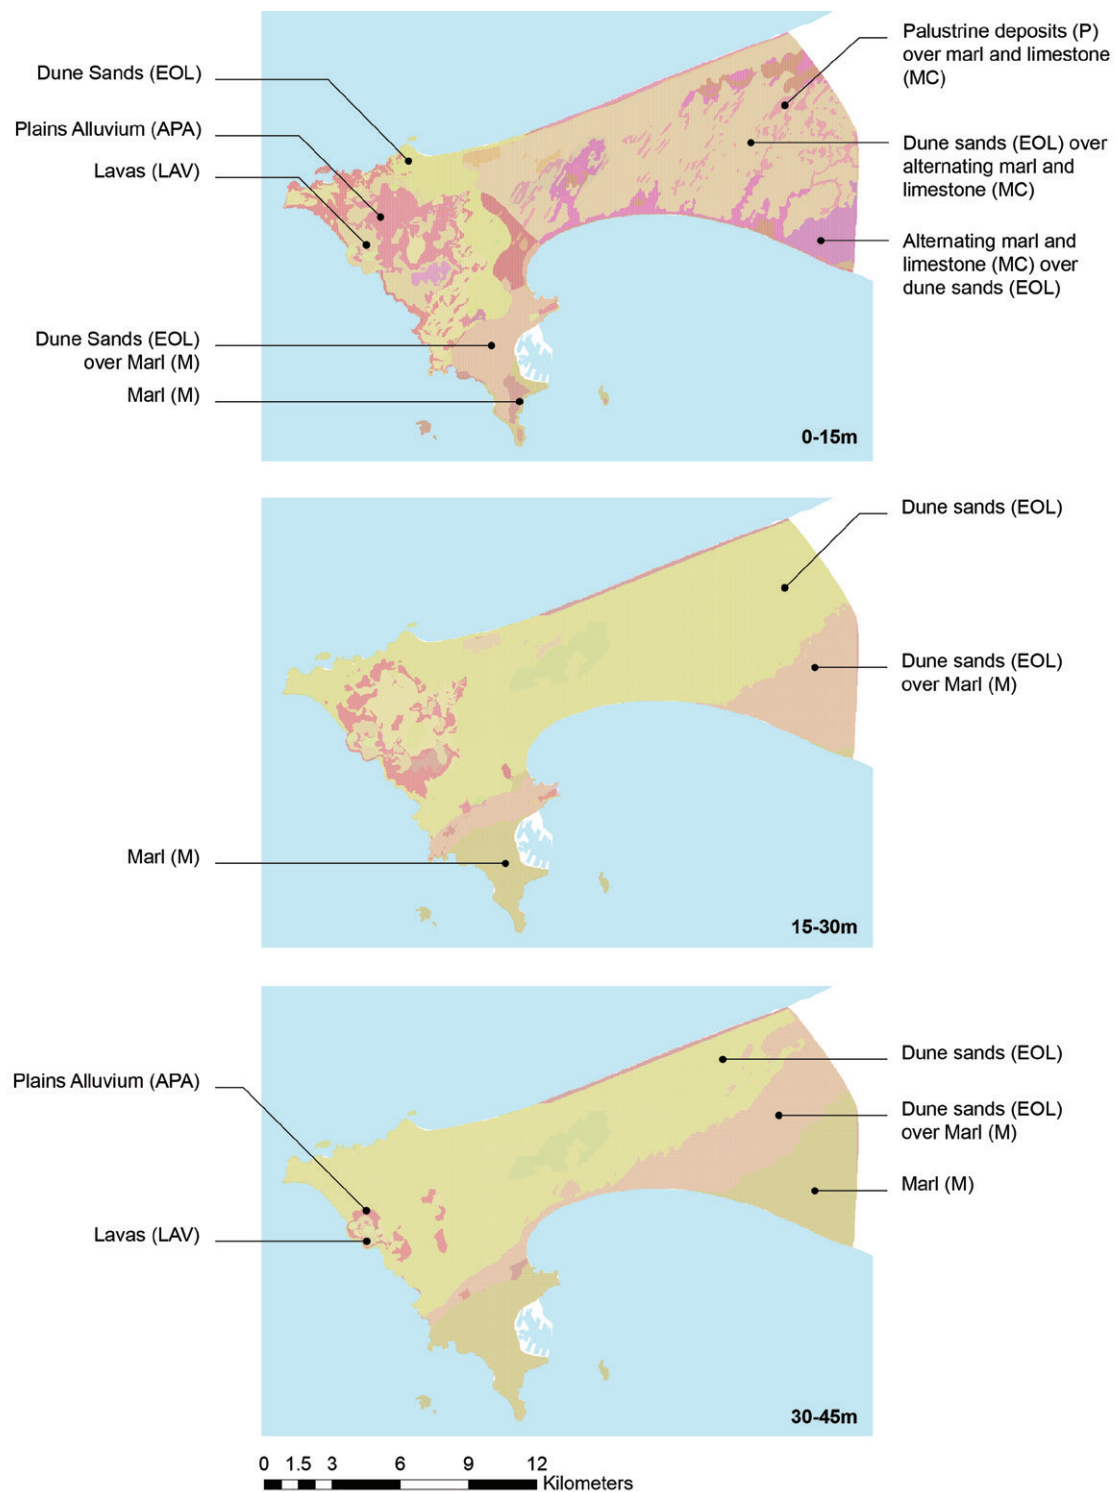 Dune Sands (EOL)
Plains Alluvium (APA)
Lavas (LAV)
Dune Sands (EOL)
over Marl (M)
Marl (M)
Palustrine deposits (P)
over marl and limestone
(MC)
Dune sands (EOL) over
alternating marl and
limestone (MC)
Alternating marl and
limestone (MC) over
dune sands (EOL)
0-15m
Marl (M)
Dune sands (EOL)
Dune sands (EOL)
over Marl (M)
15-30m
Plains Alluvium (APA)
Lavas (LAV)
Dune sands (EOL)
Dune sands (EOL)
over Marl (M)
Marl (M)
30-45m
0 1.5 3 6 9 12
Kilometers